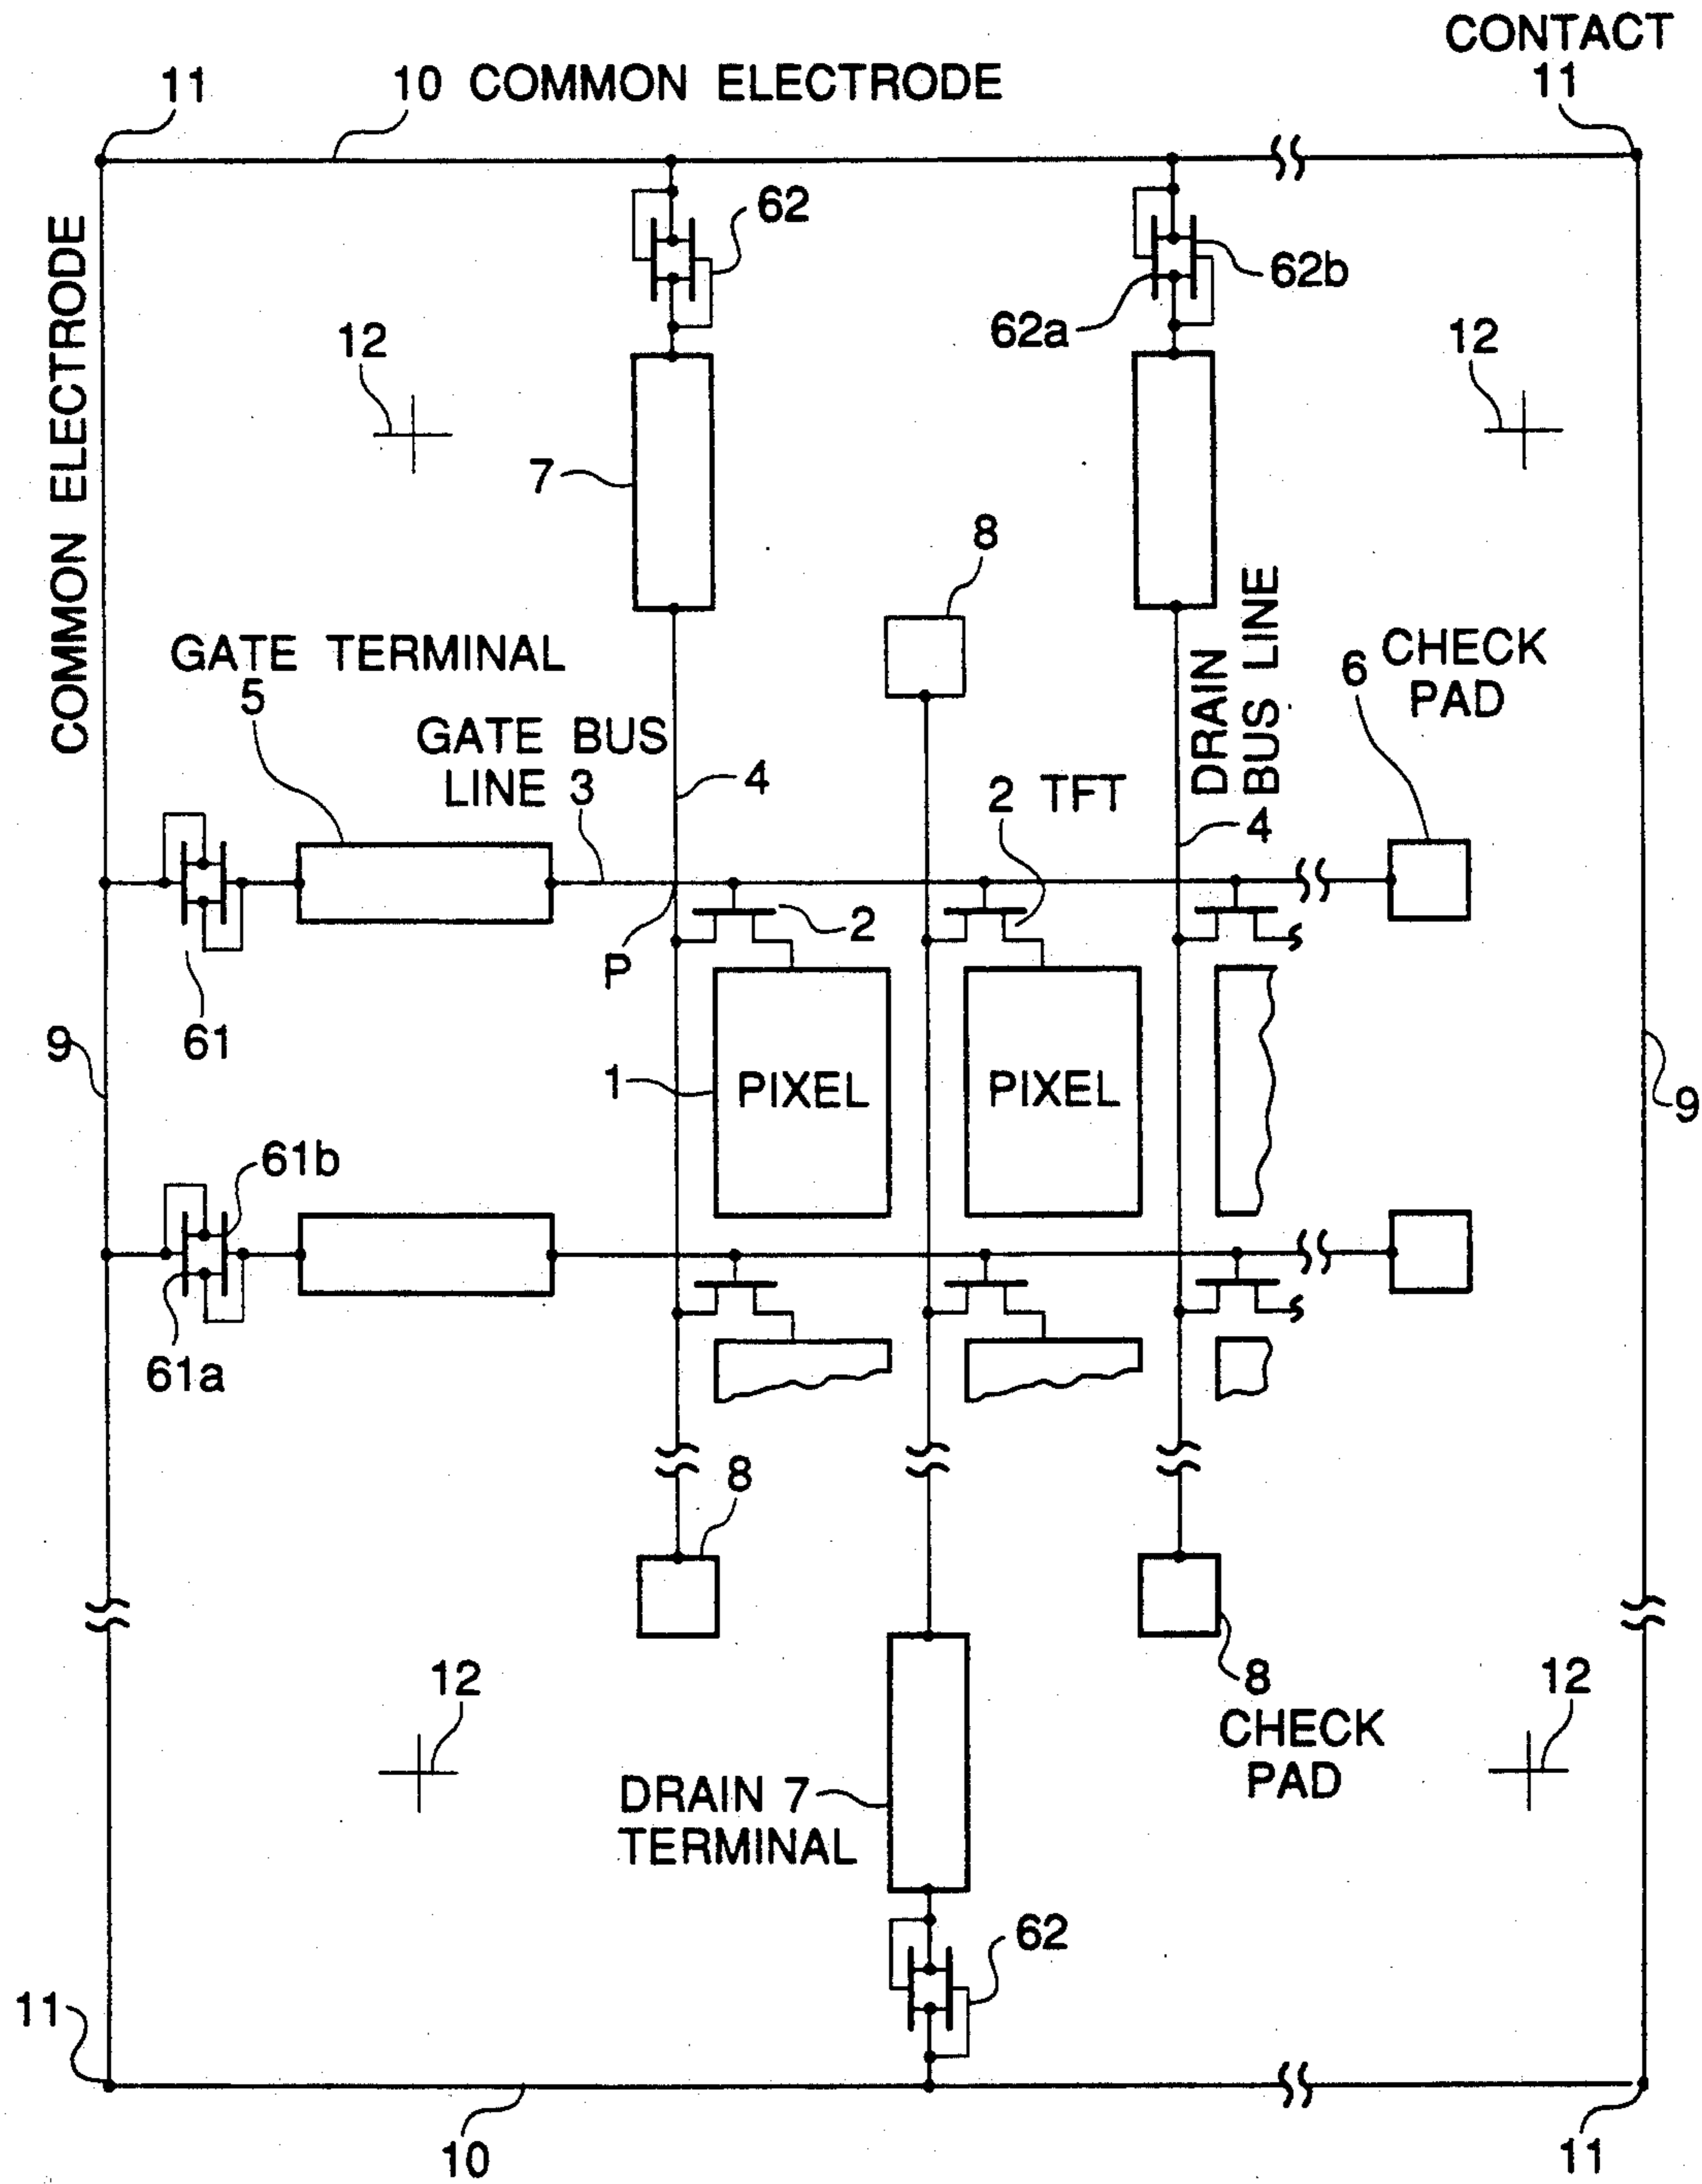 CONTACT
11
10 COMMON ELECTRODE
11
COMMON ELECTRODE
62
62b
62a
12
12
7
8
DRAIN
BUS LINE
GATE TERMINAL
5
6 CHECK
PAD
GATE BUS
LINE 3
4
2 TFT
4
2
P
61
9
1
PIXEL
PIXEL
9
61b
61a
8
12
8
CHECK
PAD
12
DRAIN 7
TERMINAL
62
11
10
11